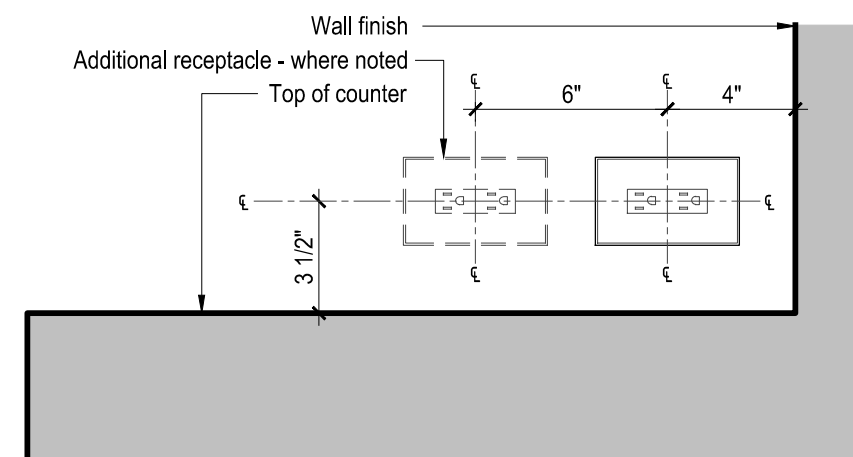 Wall finish
Additional receptacle - where noted
Top of counter
℄ ℄
6" 4"
℄ ℄
3 1/2"
℄ ℄